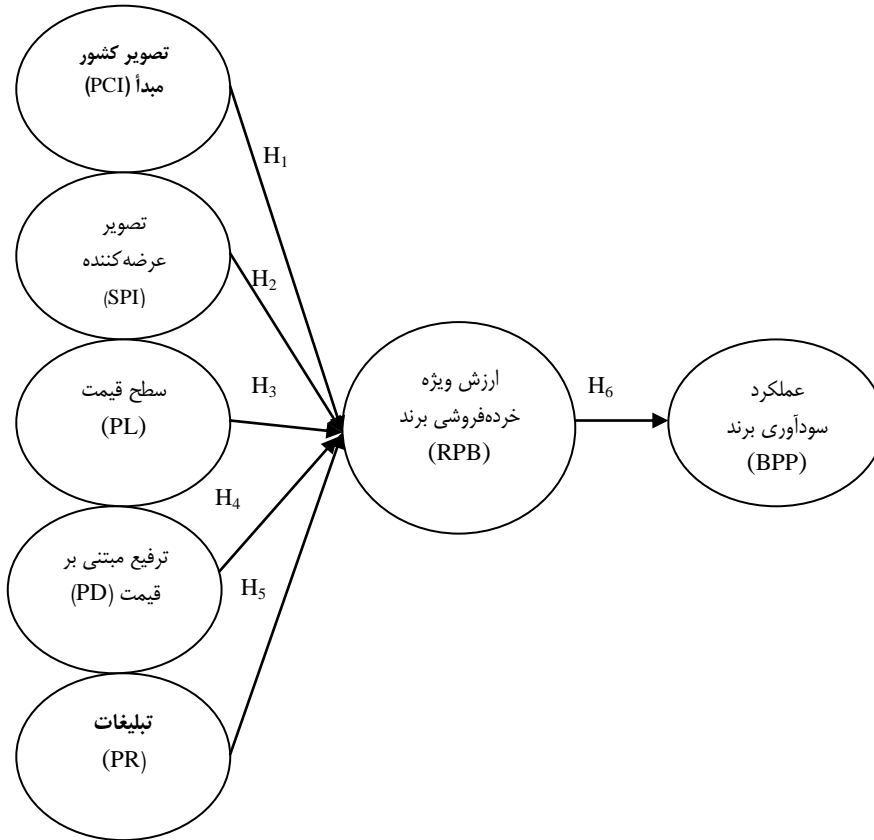 تصویر کشور
مبدأ (PCI)
H₁
تصویر
عرضه‌کننده
(SPI)
H₂
سطح قیمت
(PL)
H₃
ترفیع مبتنی بر
قیمت (PD)
H₄
تبلیغات
(PR)
H₅
ارزش ویژه
خرده‌فروشی برند
(RPB)
H₆
عملکرد
سودآوری برند
(BPP)